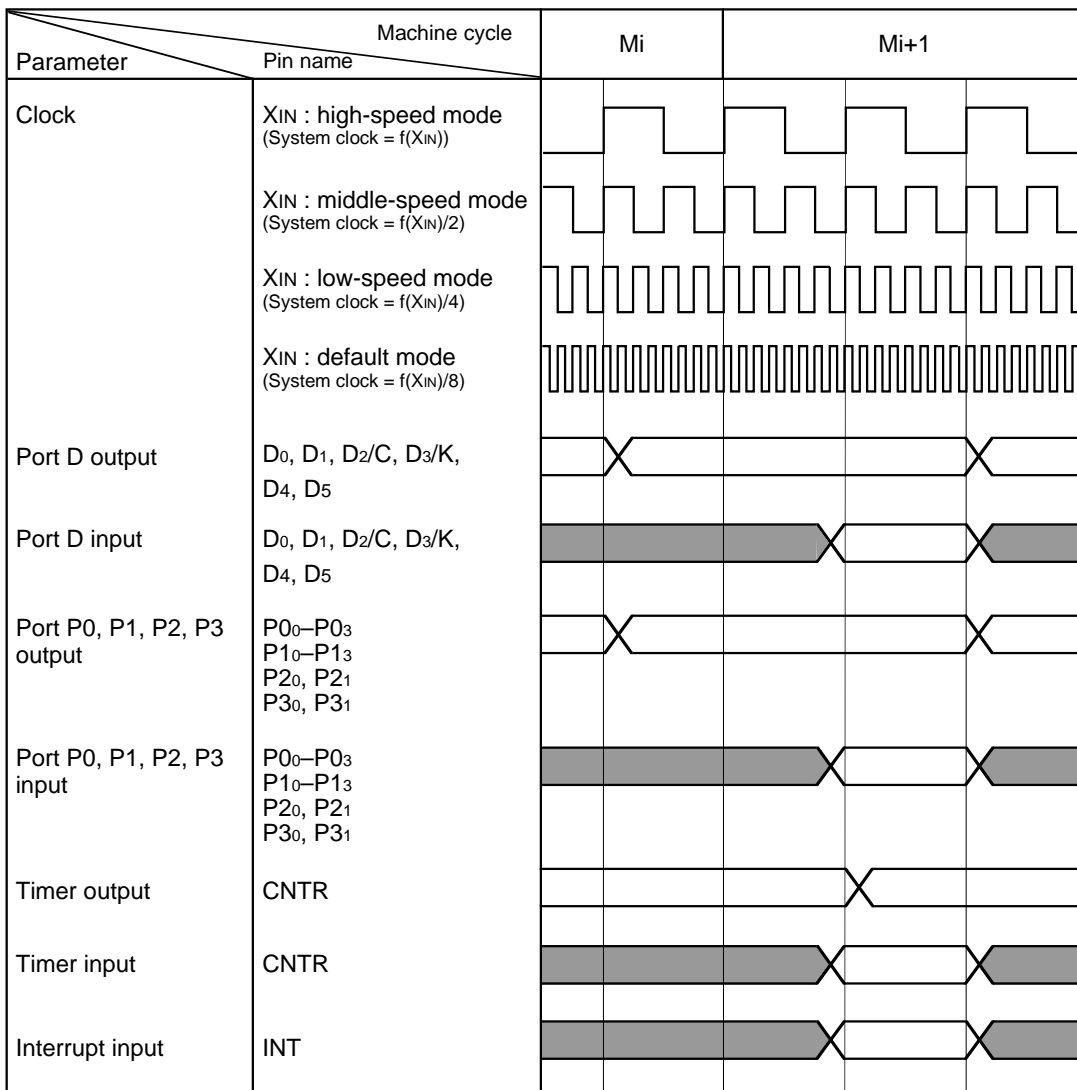 Machine cycle
Parameter
Pin name
Mi
Mi+1
Clock
XIN : high-speed mode
(System clock = f(XIN))
XIN : middle-speed mode
(System clock = f(XIN)/2)
XIN : low-speed mode
(System clock = f(XIN)/4)
XIN : default mode
(System clock = f(XIN)/8)
Port D output
D0, D1, D2/C, D3/K,
D4, D5
Port D input
D0, D1, D2/C, D3/K,
D4, D5
Port P0, P1, P2, P3
output
P00–P03
P10–P13
P20, P21
P30, P31
Port P0, P1, P2, P3
input
P00–P03
P10–P13
P20, P21
P30, P31
Timer output
CNTR
Timer input
CNTR
Interrupt input
INT